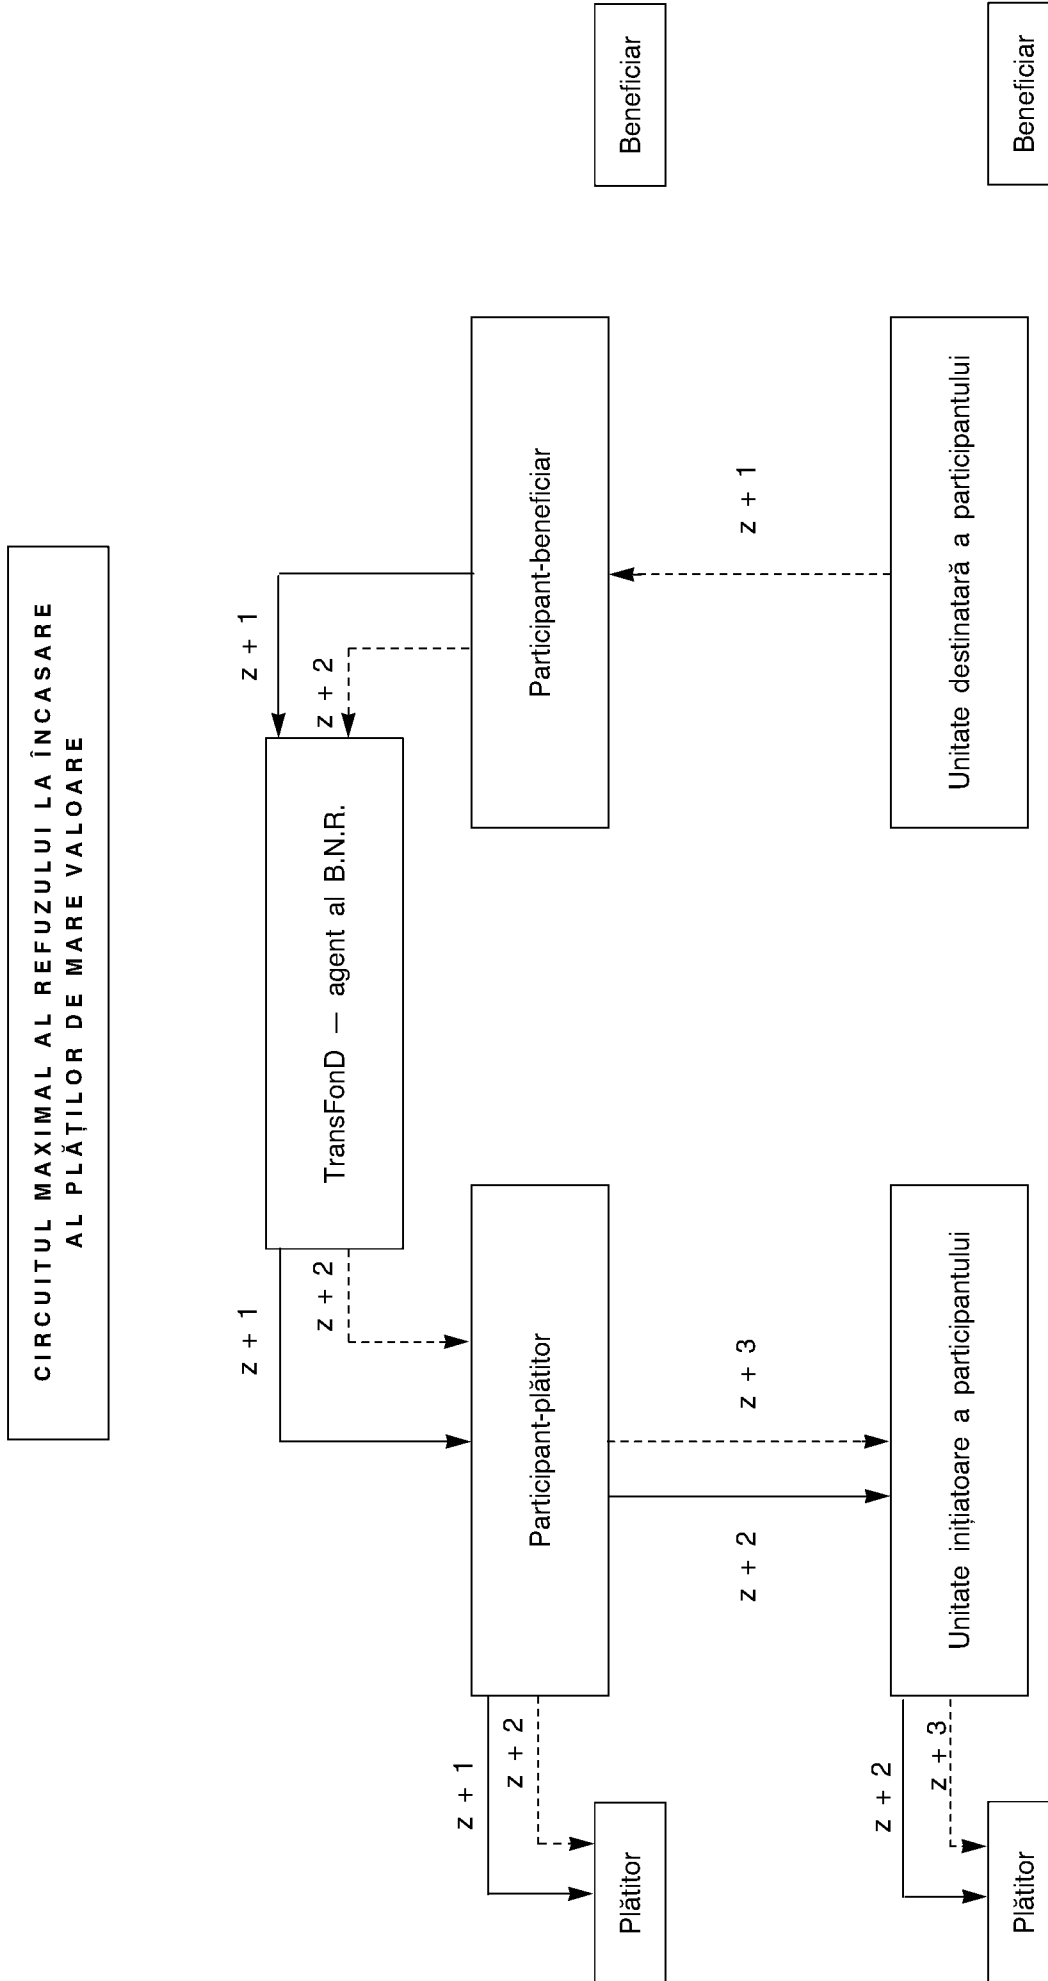 CIRCUITUL MAXIMAL AL REFUZULUI LA ÎNCASARE
AL PLĂȚILOR DE MARE VALOARE
z + 1
z + 1
z + 2
TransFonD — agent al B.N.R.
z + 2
z + 1
z + 2
Participant-plătitor
Participant-beneficiar
Plătitor
Beneficiar
z + 2
z + 3
z + 1
z + 2
z + 3
Unitate inițiatoare a participantului
Unitate destinatară a participantului
Plătitor
Beneficiar